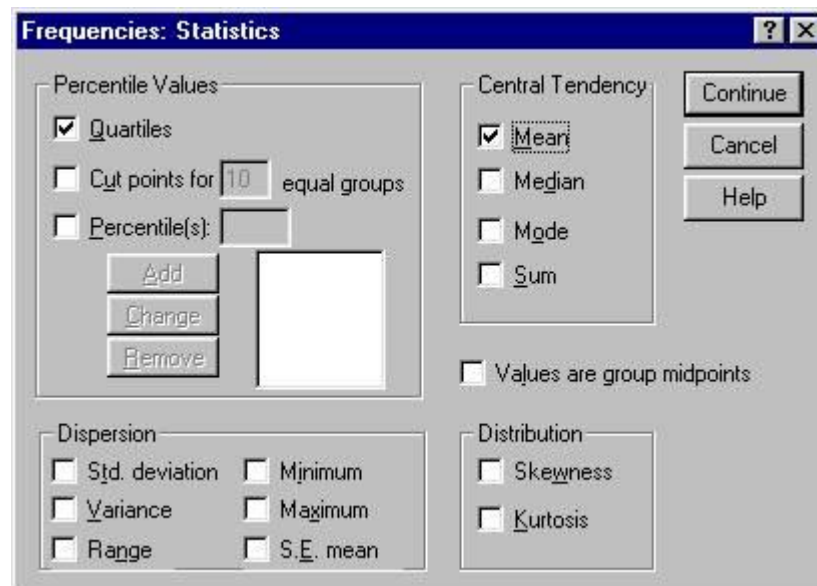 Frequencies: Statistics
Percentile Values
Quartiles
Cut points for 10 equal groups
Percentile(s):
Add
Change
Remove
Central Tendency
Mean
Median
Mode
Sum
Continue
Cancel
Help
Values are group midpoints
Dispersion
Std. deviation Minimum
Variance Maximum
Range S.E. mean
Distribution
Skewness
Kurtosis